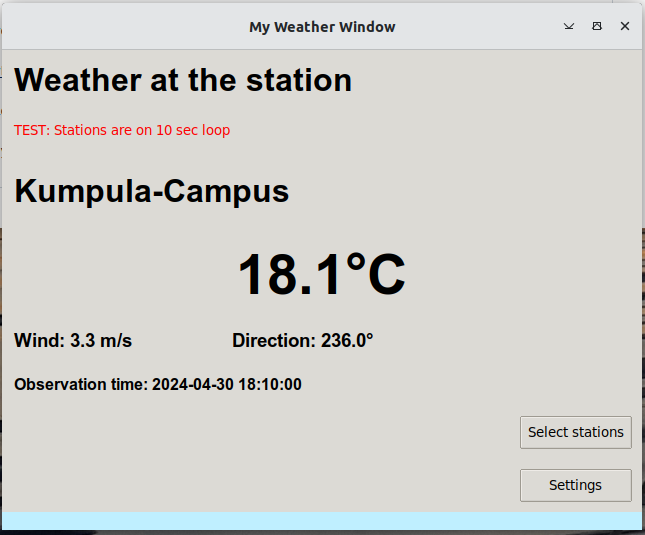 My Weather Window
Weather at the station
TEST: Stations are on 10 sec loop
Kumpula-Campus
18.1°C
Wind: 3.3 m/s Direction: 236.0°
Observation time: 2024-04-30 18:10:00
Select stations
Settings